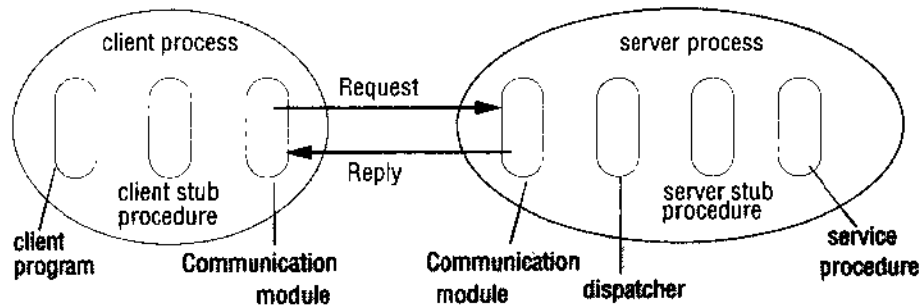 client process
server process
Request
Reply
client stub
procedure
server stub
procedure
client
program
Communication
module
Communication
module
dispatcher
service
procedure